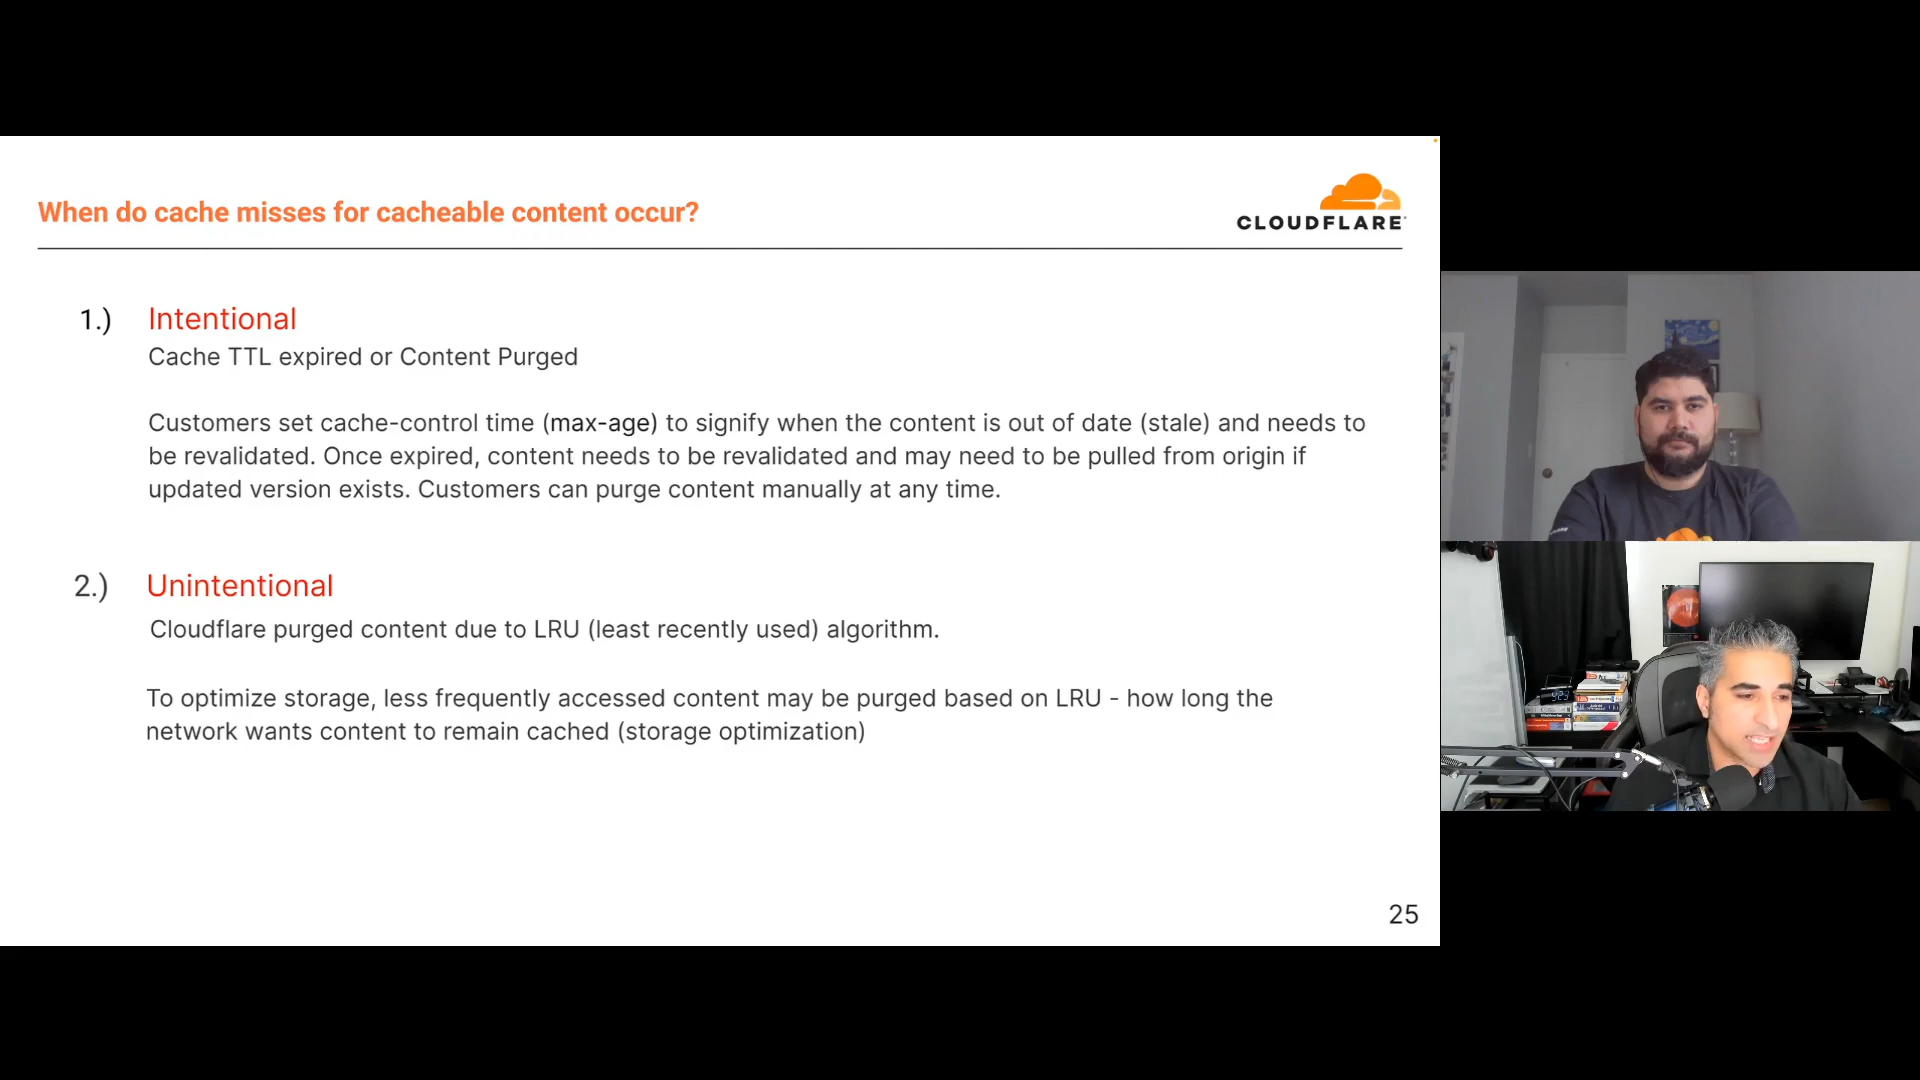 When do cache misses for cacheable content occur?
CLOUDFLARE
1.) Intentional
Cache TTL expired or Content Purged
Customers set cache-control time (max-age) to signify when the content is out of date (stale) and needs to
be revalidated. Once expired, content needs to be revalidated and may need to be pulled from origin if
updated version exists. Customers can purge content manually at any time.
2.) Unintentional
Cloudflare purged content due to LRU (least recently used) algorithm.
To optimize storage, less frequently accessed content may be purged based on LRU - how long the
network wants content to remain cached (storage optimization)
25